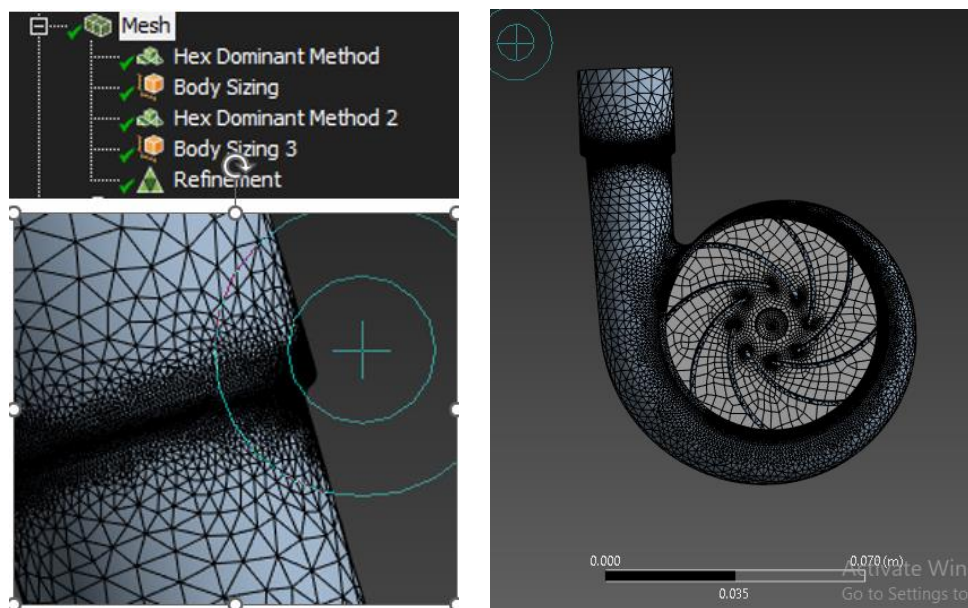 Mesh
Hex Dominant Method
Body Sizing
Hex Dominant Method 2
Body Sizing 3
Refinement
0.000
0.070 (m)
0.035
Activate Win
Go to Settings to